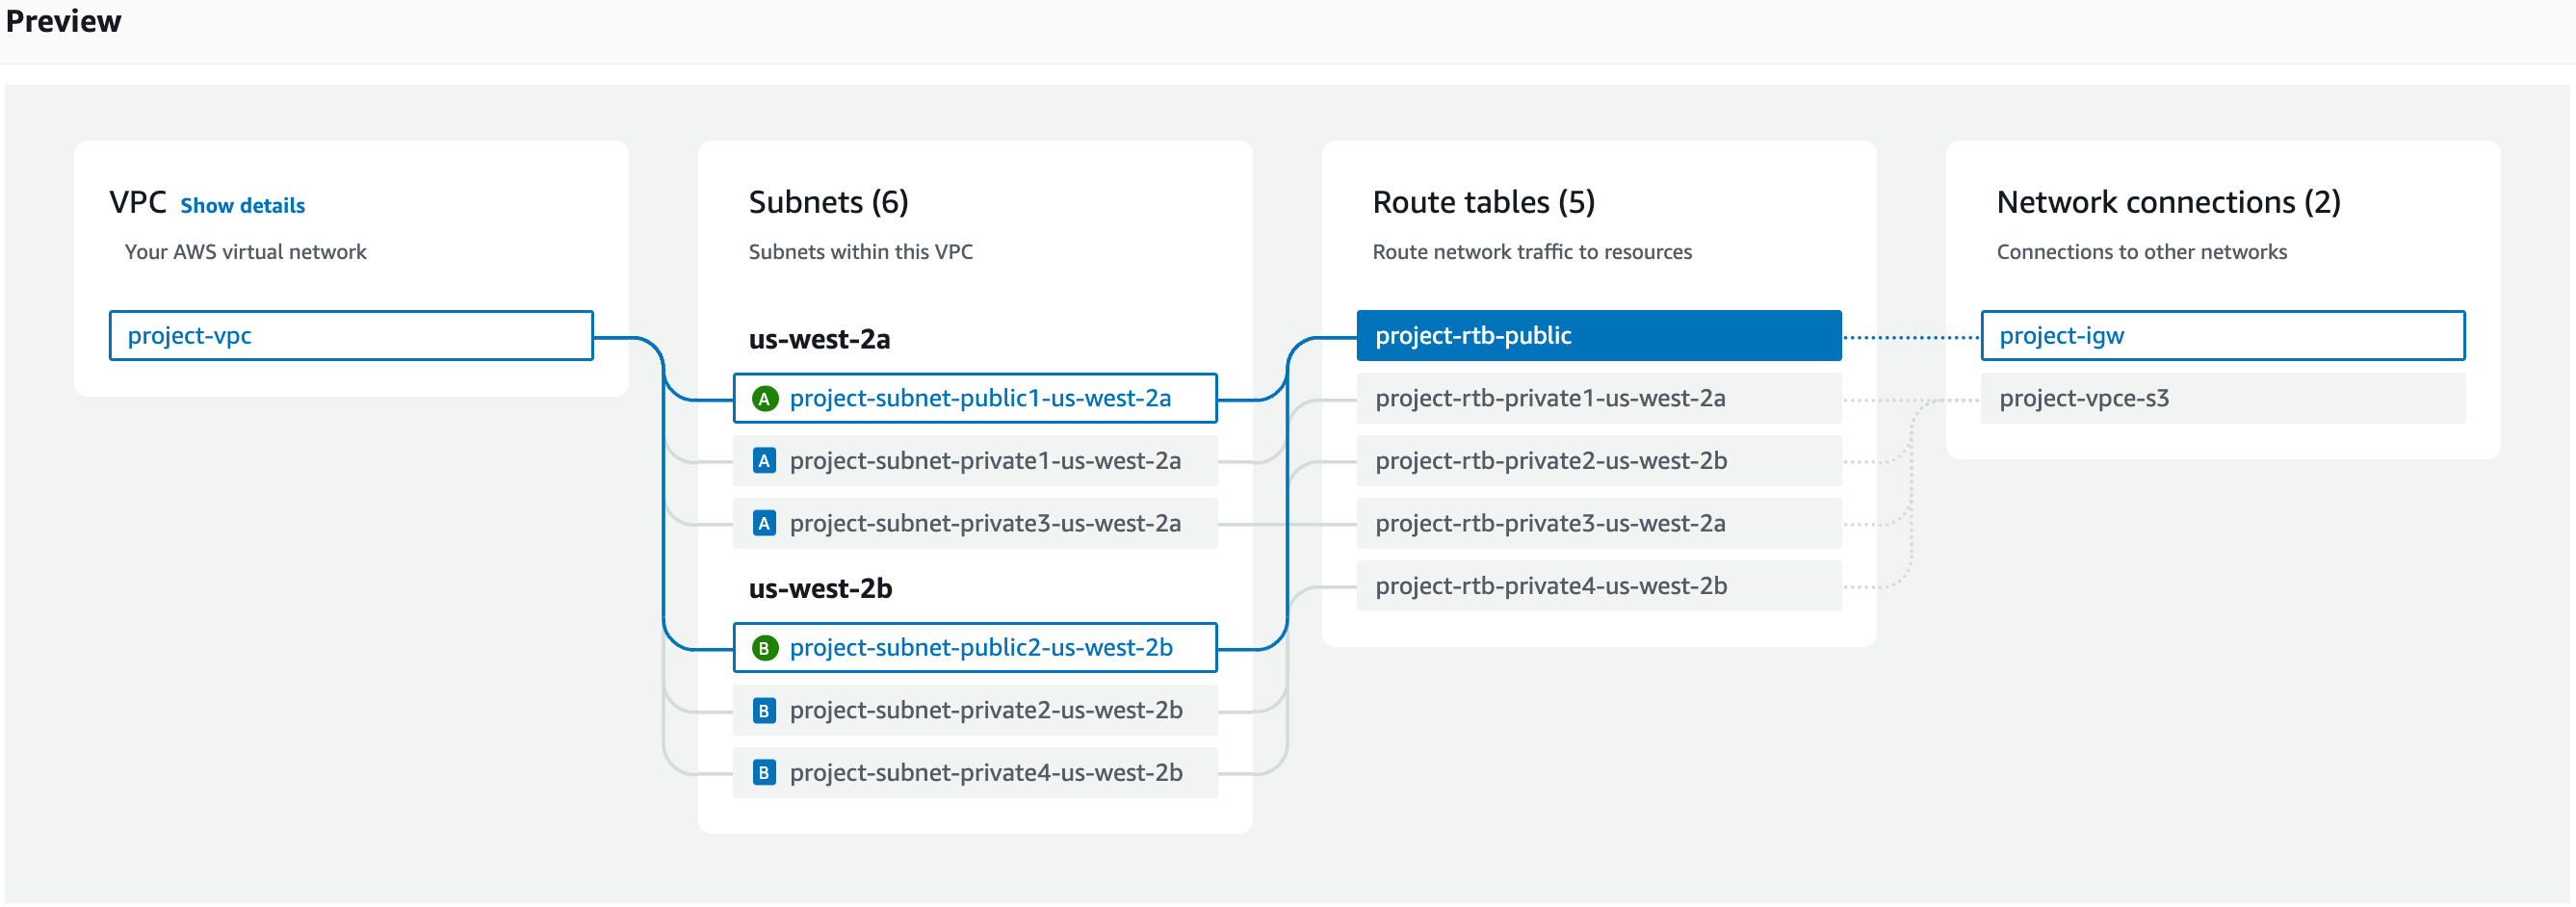 Preview
VPC Show details
Your AWS virtual network
project-vpc
Subnets (6)
Subnets within this VPC
us-west-2a
A project-subnet-public1-us-west-2a
A project-subnet-private1-us-west-2a
A project-subnet-private3-us-west-2a
us-west-2b
B project-subnet-public2-us-west-2b
B project-subnet-private2-us-west-2b
B project-subnet-private4-us-west-2b
Route tables (5)
Route network traffic to resources
project-rtb-public
project-rtb-private1-us-west-2a
project-rtb-private2-us-west-2b
project-rtb-private3-us-west-2a
project-rtb-private4-us-west-2b
Network connections (2)
Connections to other networks
project-igw
project-vpce-s3